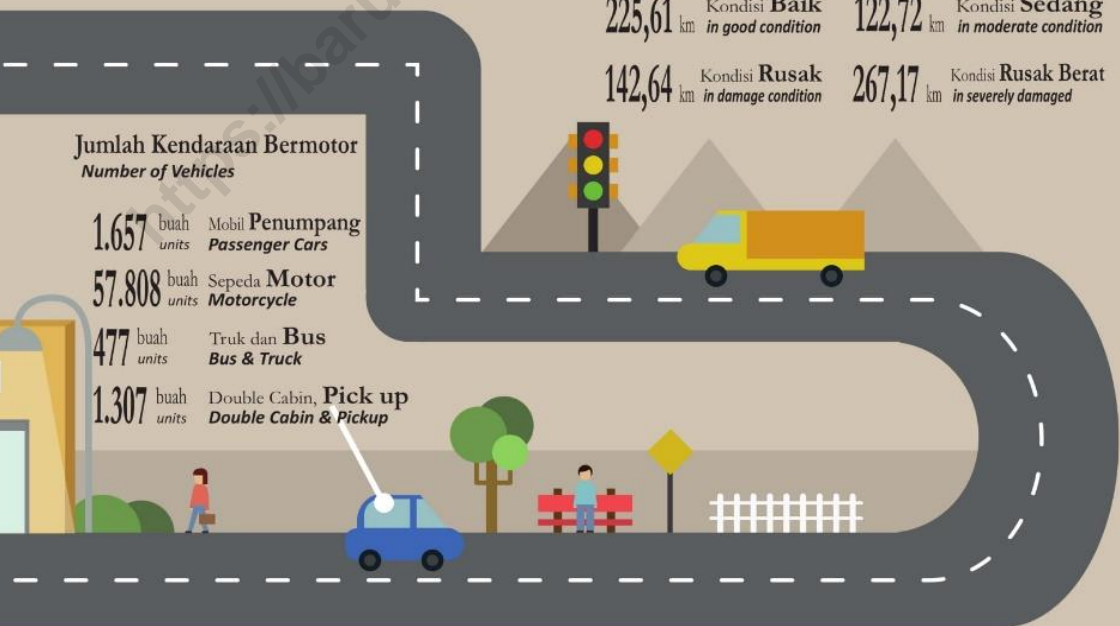 225,61 km Kondisi Baik
in good condition
122,72 km Kondisi Sedang
in moderate condition
142,64 km Kondisi Rusak
in damage condition
267,17 km Kondisi Rusak Berat
in severely damaged
Jumlah Kendaraan Bermotor
Number of Vehicles
1.657 buah Mobil Penumpang
units Passenger Cars
57.808 buah Sepeda Motor
units Motorcycle
477 buah Truk dan Bus
units Bus & Truck
1.307 buah Double Cabin, Pick up
units Double Cabin & Pickup
https://baru